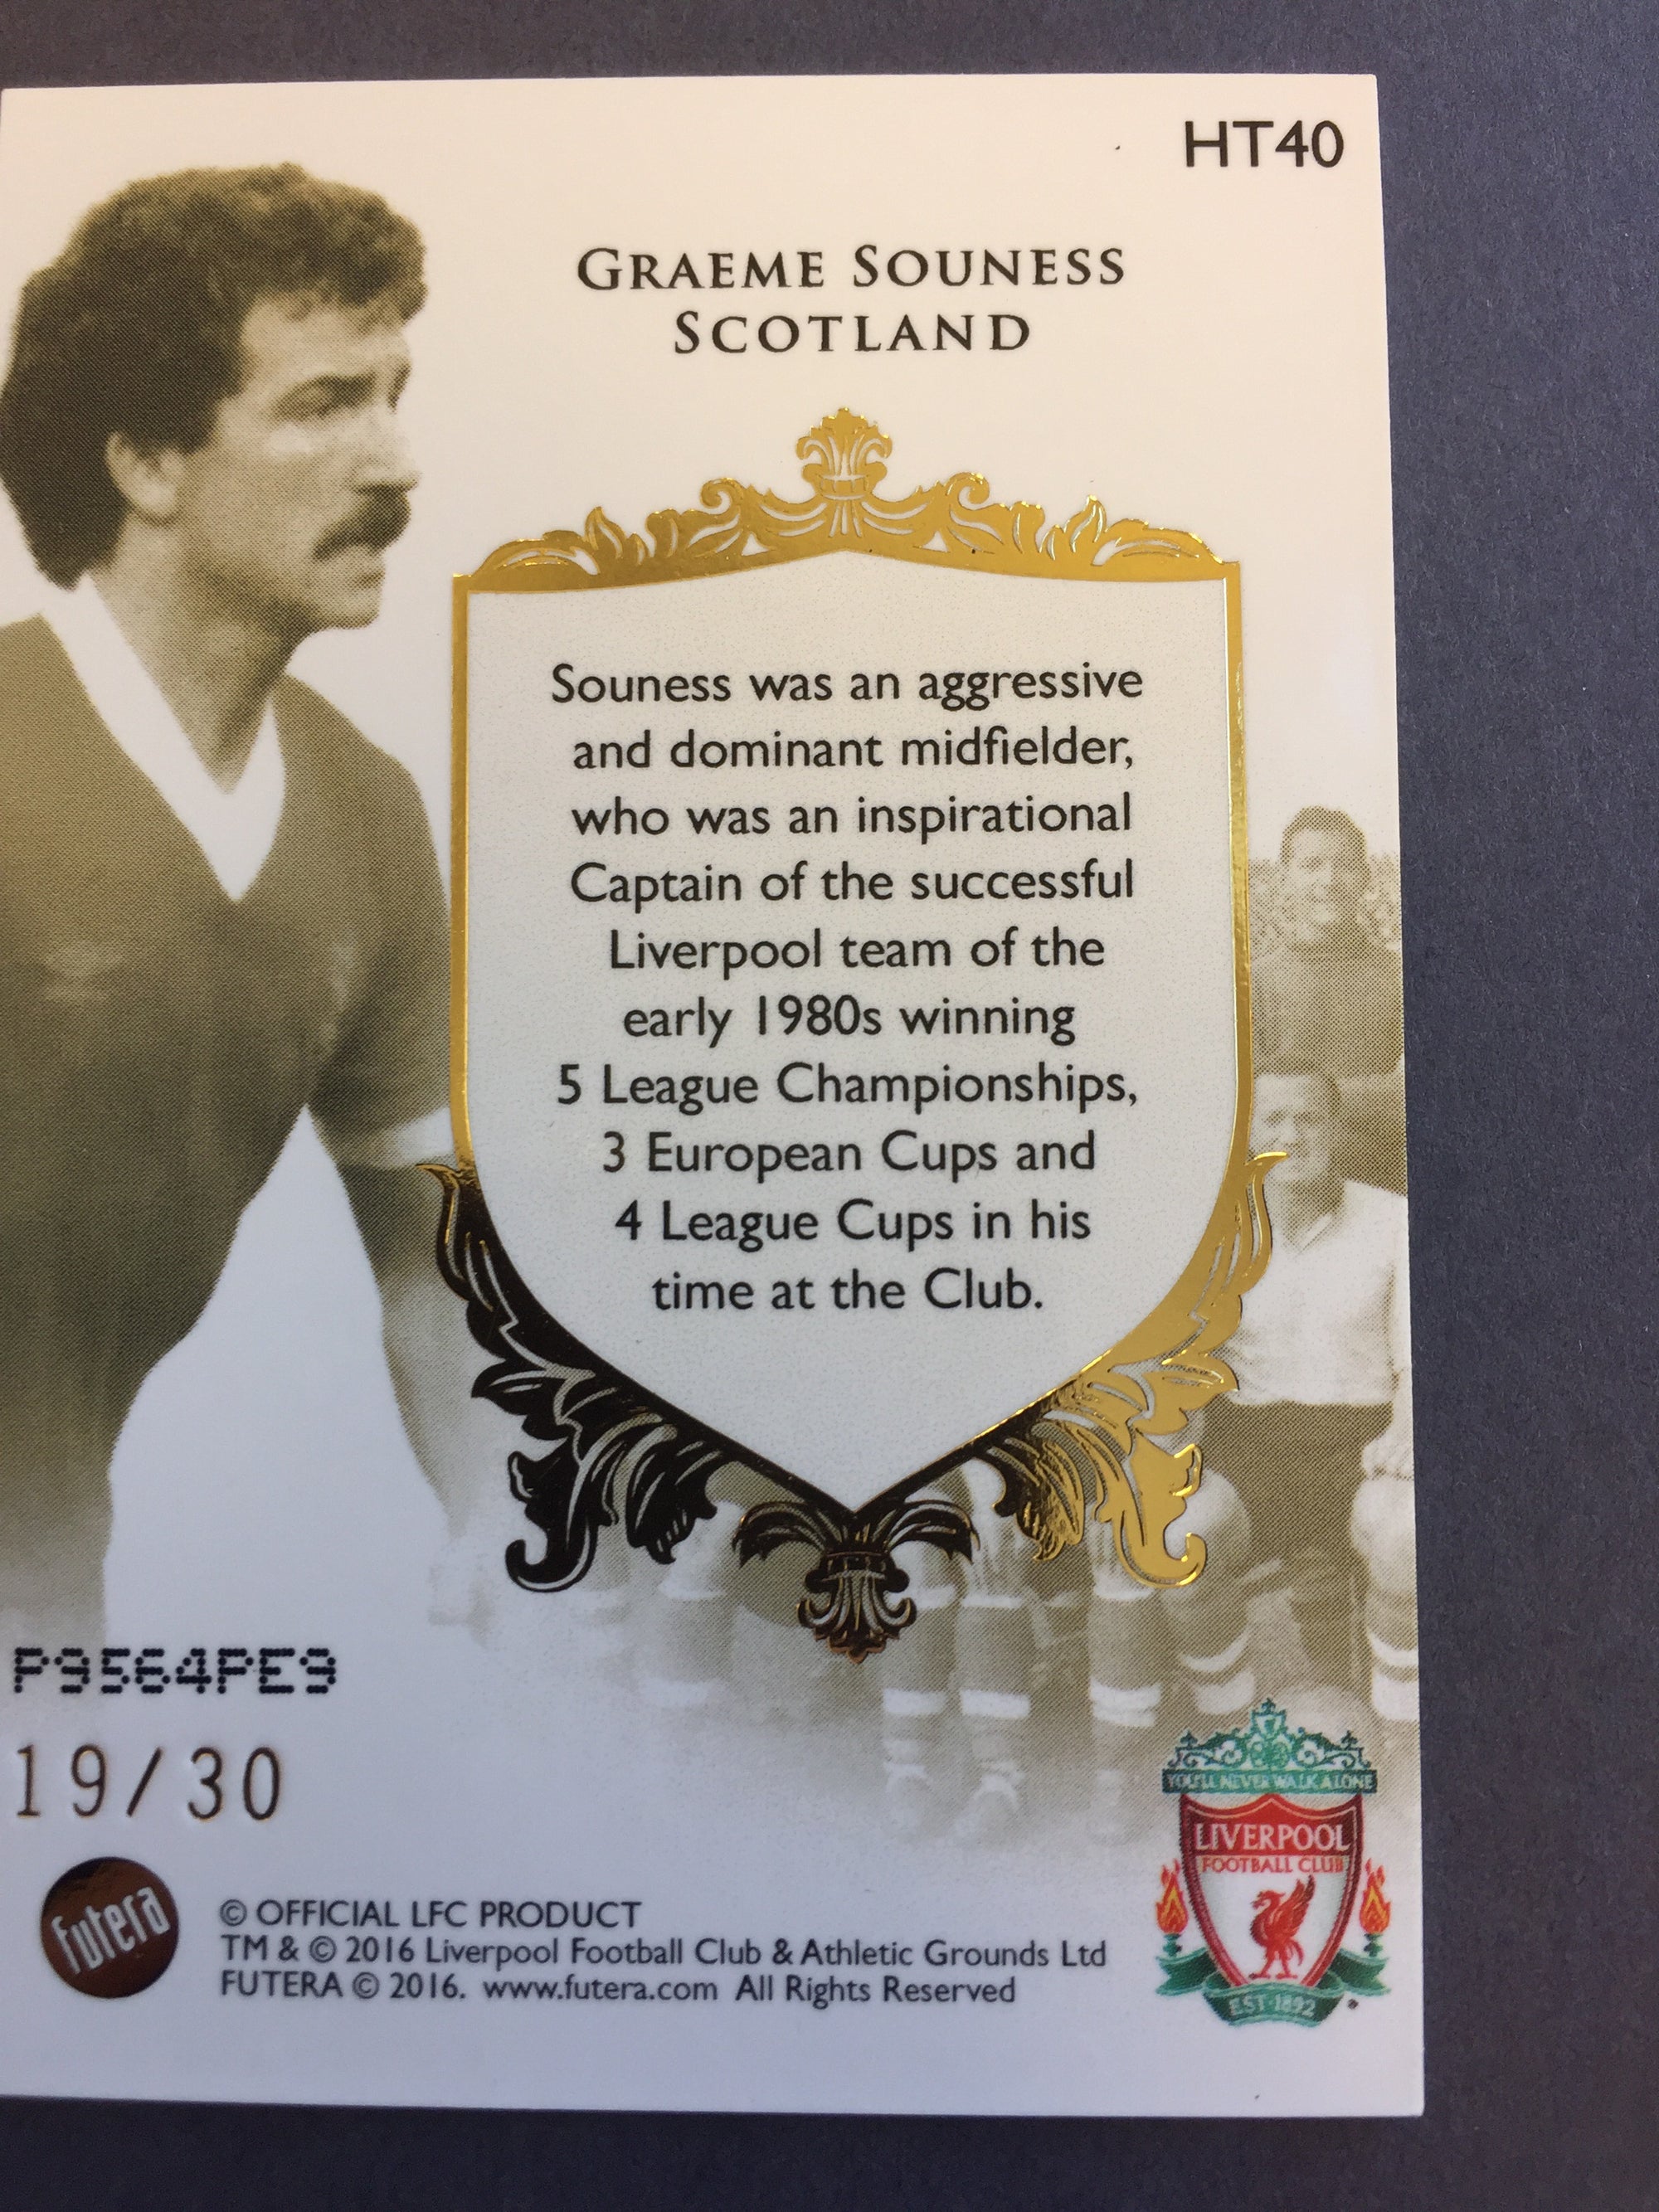 HT40
GRAEME SOUNESS
SCOTLAND
Souness was an aggressive
and dominant midfielder,
who was an inspirational
Captain of the successful
Liverpool team of the
early 1980s winning
5 League Championships,
3 European Cups and
4 League Cups in his
time at the Club.
P9564PE9
19/30
futera
© OFFICIAL LFC PRODUCT
TM & © 2016 Liverpool Football Club & Athletic Grounds Ltd
FUTERA © 2016. www.futera.com All Rights Reserved
YOU'LL NEVER WALK ALONE
LIVERPOOL
FOOTBALL CLUB
EST·1892